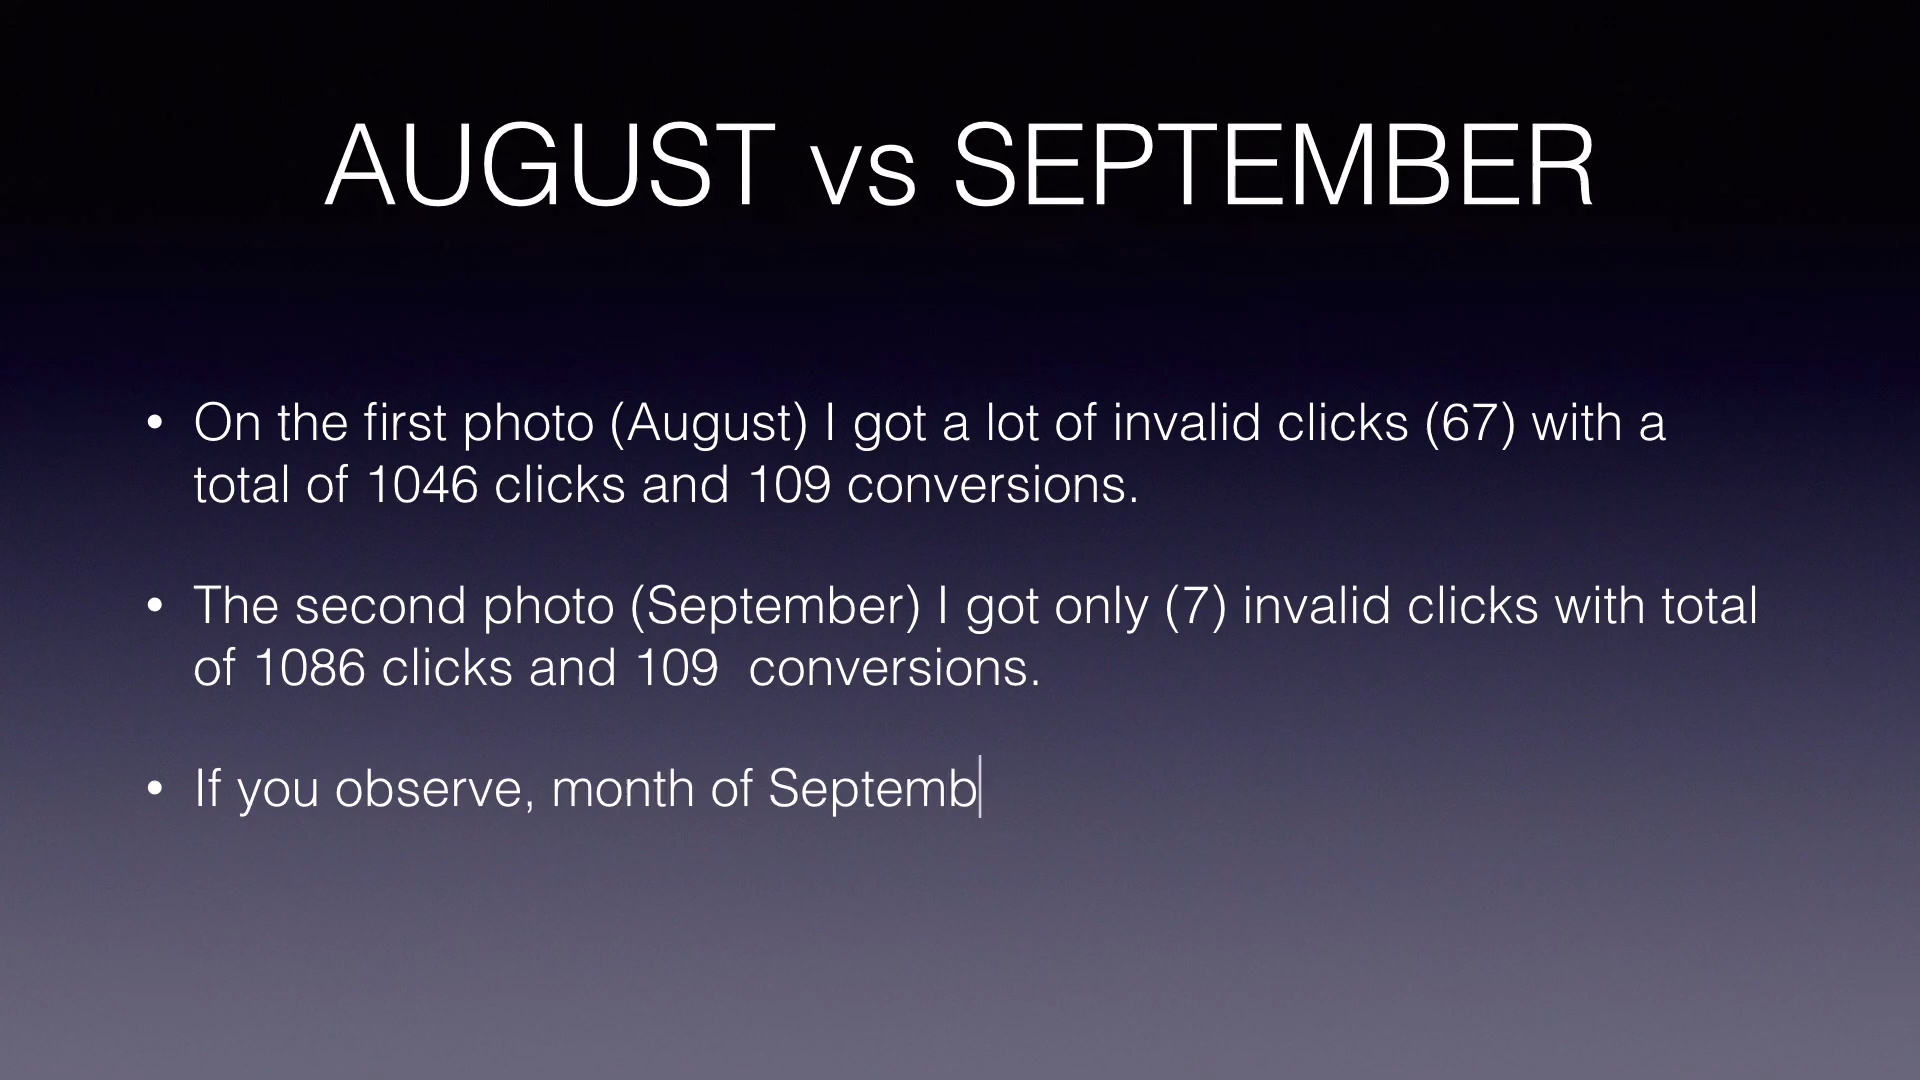 AUGUST vs SEPTEMBER
• On the first photo (August) I got a lot of invalid clicks (67) with a
total of 1046 clicks and 109 conversions.
• The second photo (September) I got only (7) invalid clicks with total
of 1086 clicks and 109  conversions.
• If you observe, month of Septemb